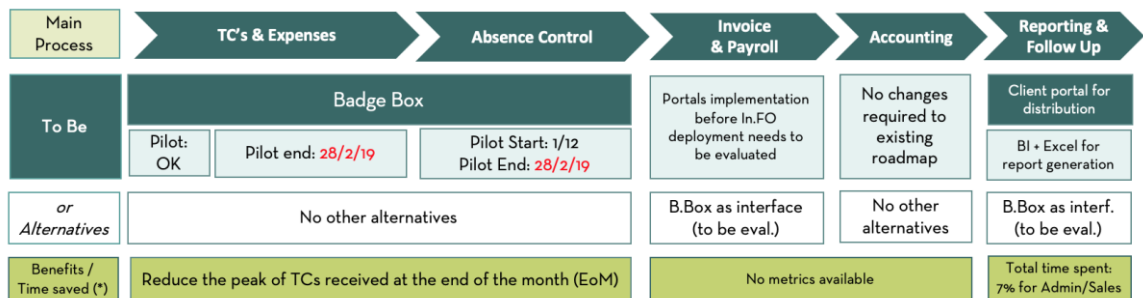 Main
Process
TC's & Expenses
Absence Control
Invoice
& Payroll
Accounting
Reporting &
Follow Up
To Be
Badge Box
Pilot:
OK
Pilot end: 28/2/19
Pilot Start: 1/12
Pilot End: 28/2/19
Portals implementation
before In.FO
deployment needs to
be evaluated
No changes
required to
existing
roadmap
Client portal for
distribution
BI + Excel for
report generation
or
Alternatives
No other alternatives
B.Box as interface
(to be eval.)
No other
alternatives
B.Box as interf.
(to be eval.)
Benefits /
Time saved (*)
Reduce the peak of TCs received at the end of the month (EoM)
No metrics available
Total time spent:
7% for Admin/Sales